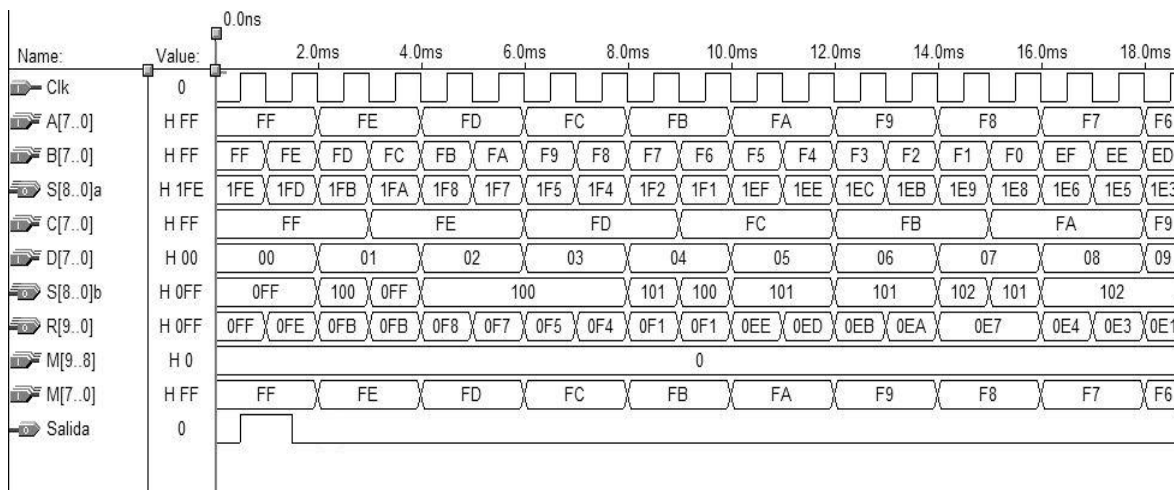 0.0ns
Name: Value: 2.0ms 4.0ms 6.0ms 8.0ms 10.0ms 12.0ms 14.0ms 16.0ms 18.0ms
Clk 0
A[7..0] H FF FF FE FD FC FB FA F9 F8 F7 F6
B[7..0] H FF FF FE FD FC FB FA F9 F8 F7 F6 F5 F4 F3 F2 F1 F0 EF EE ED
S[8..0]a H 1FE 1FE 1FD 1FB 1FA 1F8 1F7 1F5 1F4 1F2 1F1 1EF 1EE 1EC 1EB 1E9 1E8 1E6 1E5 1E3
C[7..0] H FF FF FE FD FC FB FA F9
D[7..0] H 00 00 01 02 03 04 05 06 07 08 09
S[8..0]b H 0FF 0FF 100 0FF 100 101 100 101 101 102 101 102
R[9..0] H 0FF 0FF 0FE 0FB 0FB 0F8 0F7 0F5 0F4 0F1 0F1 0EE 0ED 0EB 0EA 0E7 0E4 0E3 0E1
M[9..8] H 0 0
M[7..0] H FF FF FE FD FC FB FA F9 F8 F7 F6
Salida 0